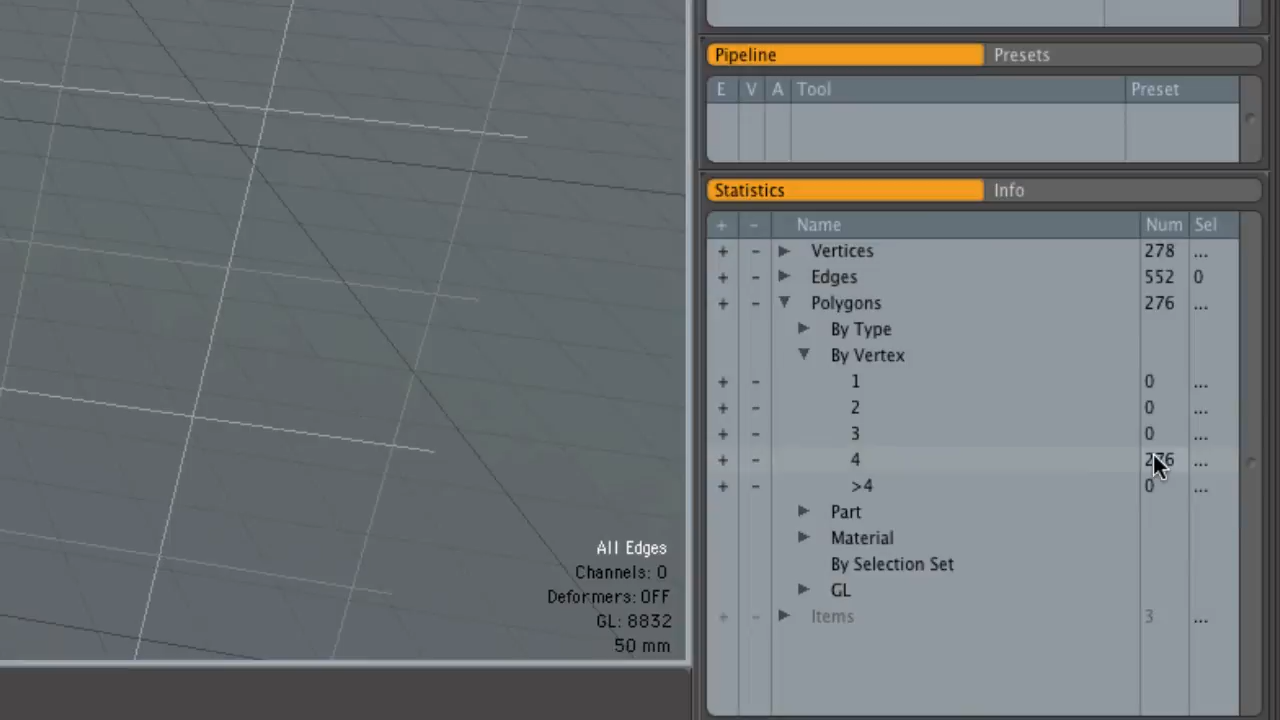 Pipeline Presets
E V A Tool Preset
Statistics Info
+ - Name Num Sel
+ - Vertices 278 ...
+ - Edges 552 0
+ - Polygons 276 ...
By Type
By Vertex
+ - 1 0 ...
+ - 2 0 ...
+ - 3 0 ...
+ - 4 276 ...
+ - >4 0 ...
Part
Material
By Selection Set
GL
+ - Items 3 ...
All Edges
Channels: 0
Deformers: OFF
GL: 8832
50 mm